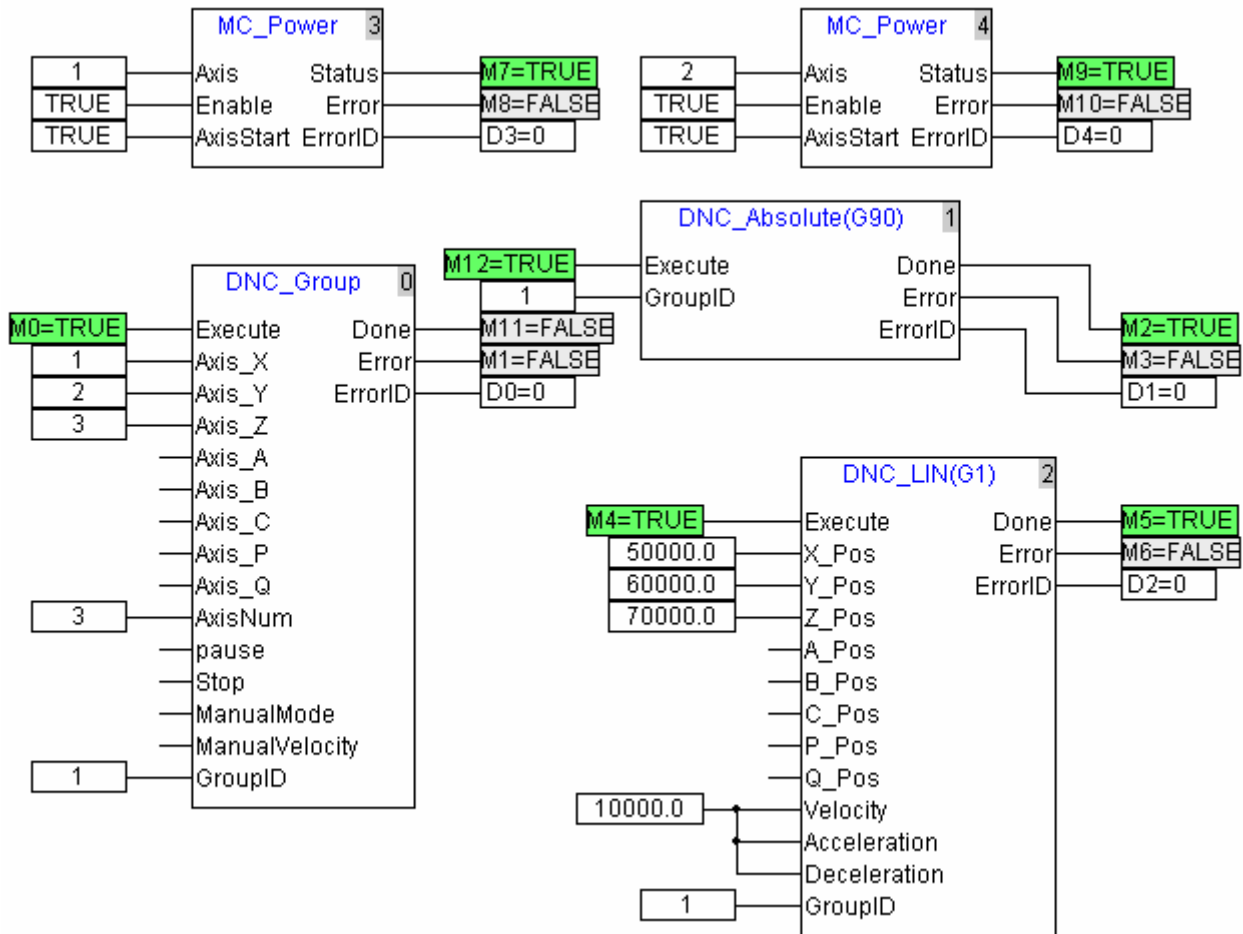 MC_Power 3
1 Axis Status M7=TRUE
TRUE Enable Error M8=FALSE
TRUE AxisStart ErrorID D3=0
MC_Power 4
2 Axis Status M9=TRUE
TRUE Enable Error M10=FALSE
TRUE AxisStart ErrorID D4=0
DNC_Group 0
M0=TRUE Execute Done M11=FALSE
1 Axis_X Error M1=FALSE
2 Axis_Y ErrorID D0=0
3 Axis_Z
Axis_A
Axis_B
Axis_C
Axis_P
Axis_Q
3 AxisNum
pause
Stop
ManualMode
ManualVelocity
1 GroupID
DNC_Absolute(G90) 1
M12=TRUE Execute Done M2=TRUE
1 GroupID Error M3=FALSE
ErrorID D1=0
DNC_LIN(G1) 2
M4=TRUE Execute Done M5=TRUE
50000.0 X_Pos Error M6=FALSE
60000.0 Y_Pos ErrorID D2=0
70000.0 Z_Pos
A_Pos
B_Pos
C_Pos
P_Pos
Q_Pos
10000.0 Velocity
Acceleration
Deceleration
1 GroupID